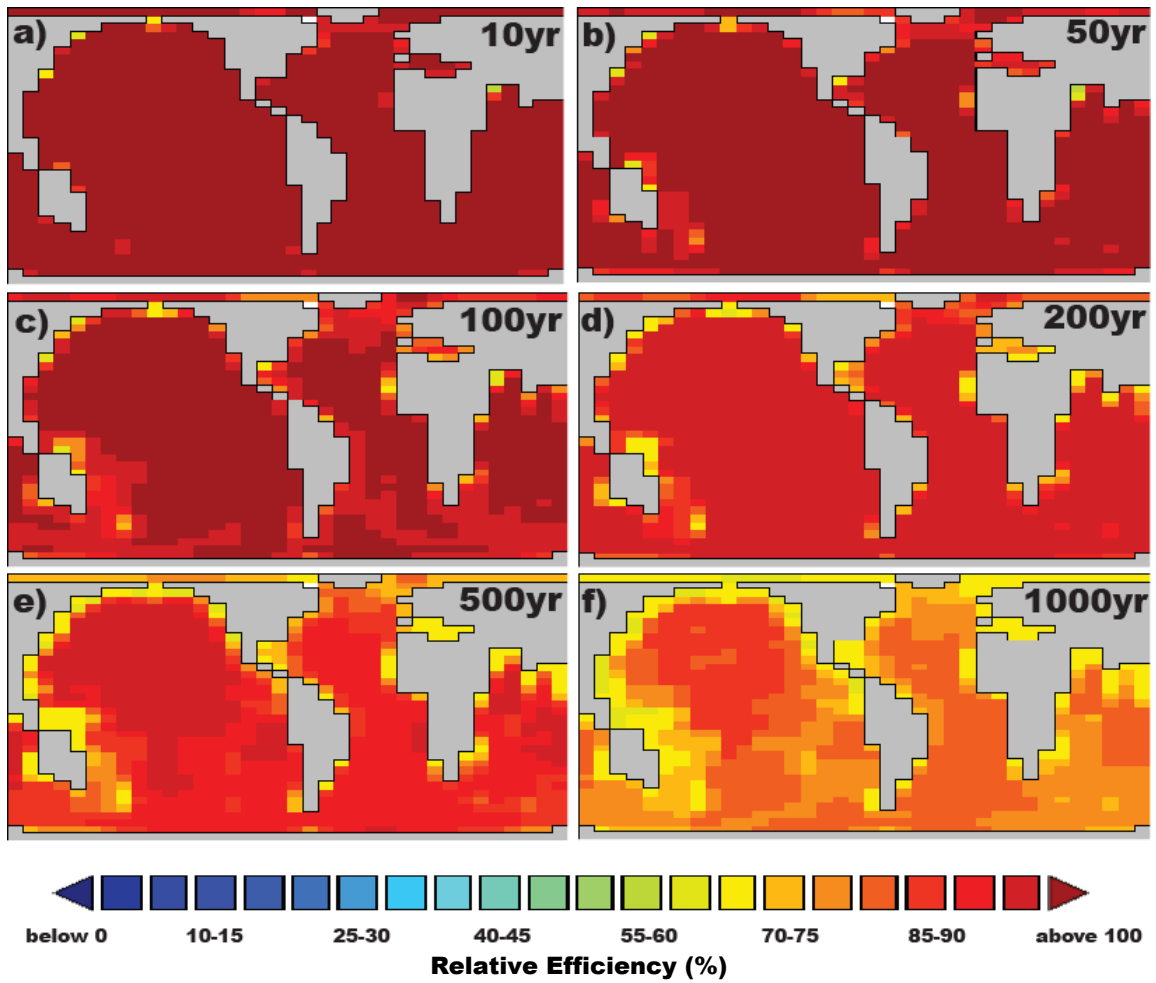 a) 10yr
b) 50yr
c) 100yr
d) 200yr
e) 500yr
f) 1000yr
below 0 10-15 25-30 40-45 55-60 70-75 85-90 above 100
Relative Efficiency (%)